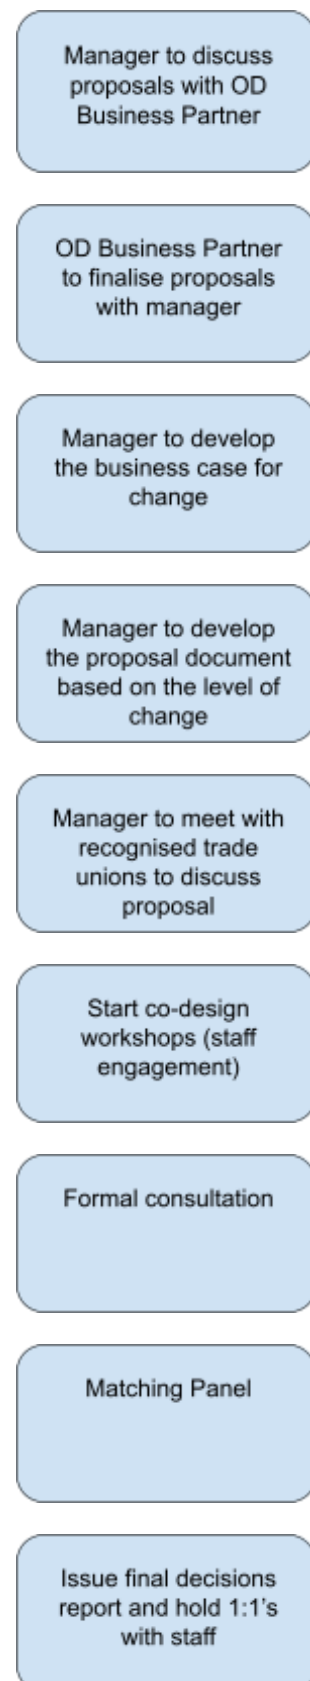 Manager to discuss
proposals with OD
Business Partner
OD Business Partner
to finalise proposals
with manager
Manager to develop
the business case for
change
Manager to develop
the proposal document
based on the level of
change
Manager to meet with
recognised trade
unions to discuss
proposal
Start co-design
workshops (staff
engagement)
Formal consultation
Matching Panel
Issue final decisions
report and hold 1:1's
with staff